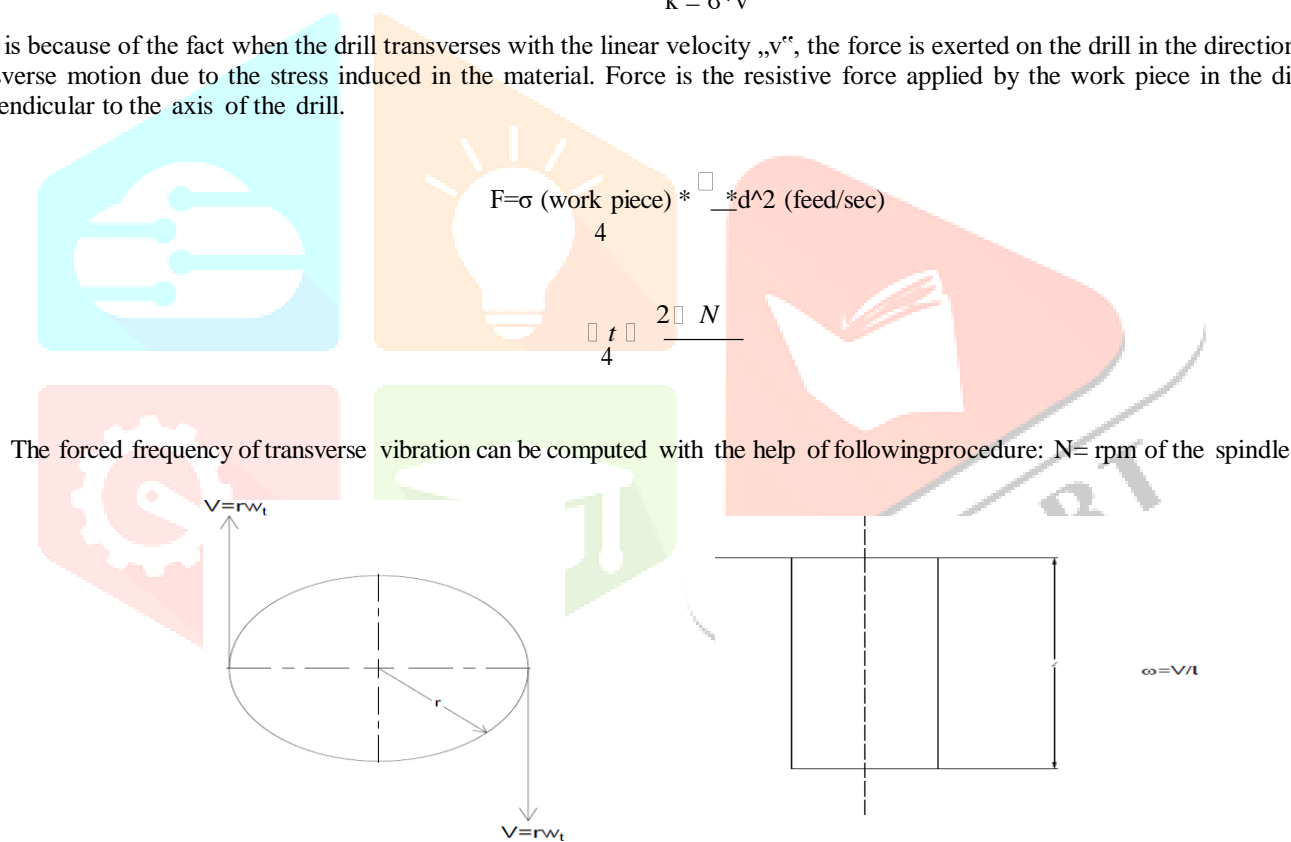 is because of the fact when the drill transverses with the linear velocity „v“, the force is exerted on the drill in the direction
verse motion due to the stress induced in the material. Force is the resistive force applied by the work piece in the di
endicular to the axis of the drill.
F=σ (work piece) * □ *d^2 (feed/sec)
4
2□ N
□ t □
4
The forced frequency of transverse vibration can be computed with the help of followingprocedure: N= rpm of the spindle
V=rwt
r
ω=V/l
V=rwt